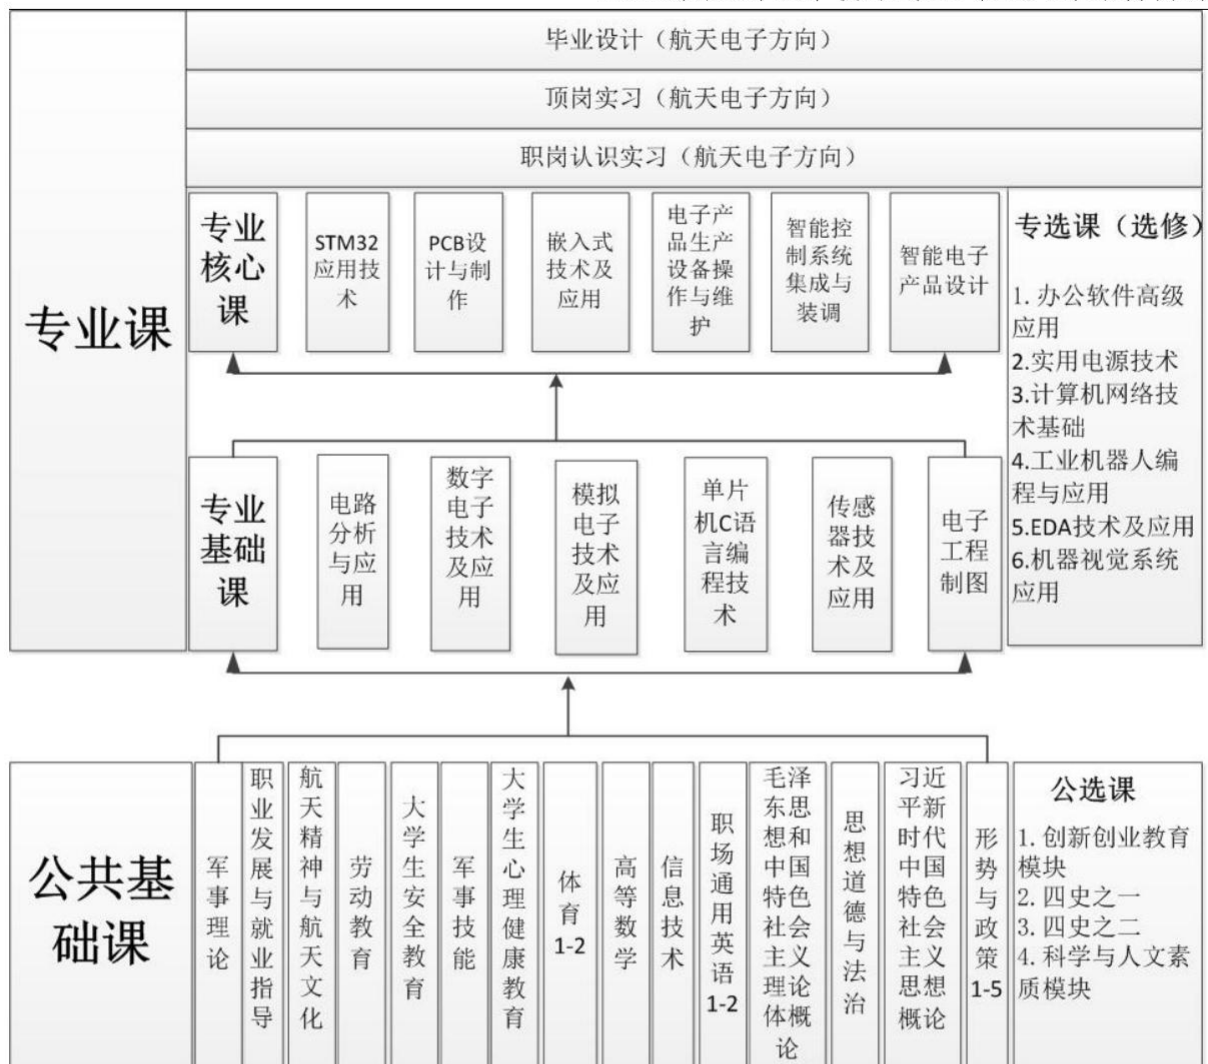 毕业设计（航天电子方向）
顶岗实习（航天电子方向）
职岗认识实习（航天电子方向）
专业课
专业
核心
课
STM32
应用技
术
PCB设
计与制
作
嵌入式
技术及
应用
电子产
品生产
设备操
作与维
护
智能控
制系统
集成与
装调
智能电子
产品设计
专选课（选修）
1. 办公软件高级
应用
2.实用电源技术
3.计算机网络技
术基础
4.工业机器人编
程与应用
5.EDA技术及应用
6.机器视觉系统
应用
专业
基础
课
电路
分析
与应
用
数字
电子
技术
及应
用
模拟
电子
技术
及应
用
单片
机C语
言编
程技
术
传感
器技
术及
应用
电子
工程
制图
公共基
础课
军事理论
职业发展与就业指导
航天精神与航天文化
劳动教育
大学生安全教育
军事技能
大学生心理健康教育
体育1-2
高等数学
信息技术
职场通用英语1-2
毛泽
东思
想和
中国
特色
社会
主义
理论
体概
论
思想道德与法治
习近
平新
时代
中国
特色
社会
主义
思想
概论
形势与政策1-5
公选课
1. 创新创业教育
模块
2. 四史之一
3. 四史之二
4. 科学与人文素
质模块